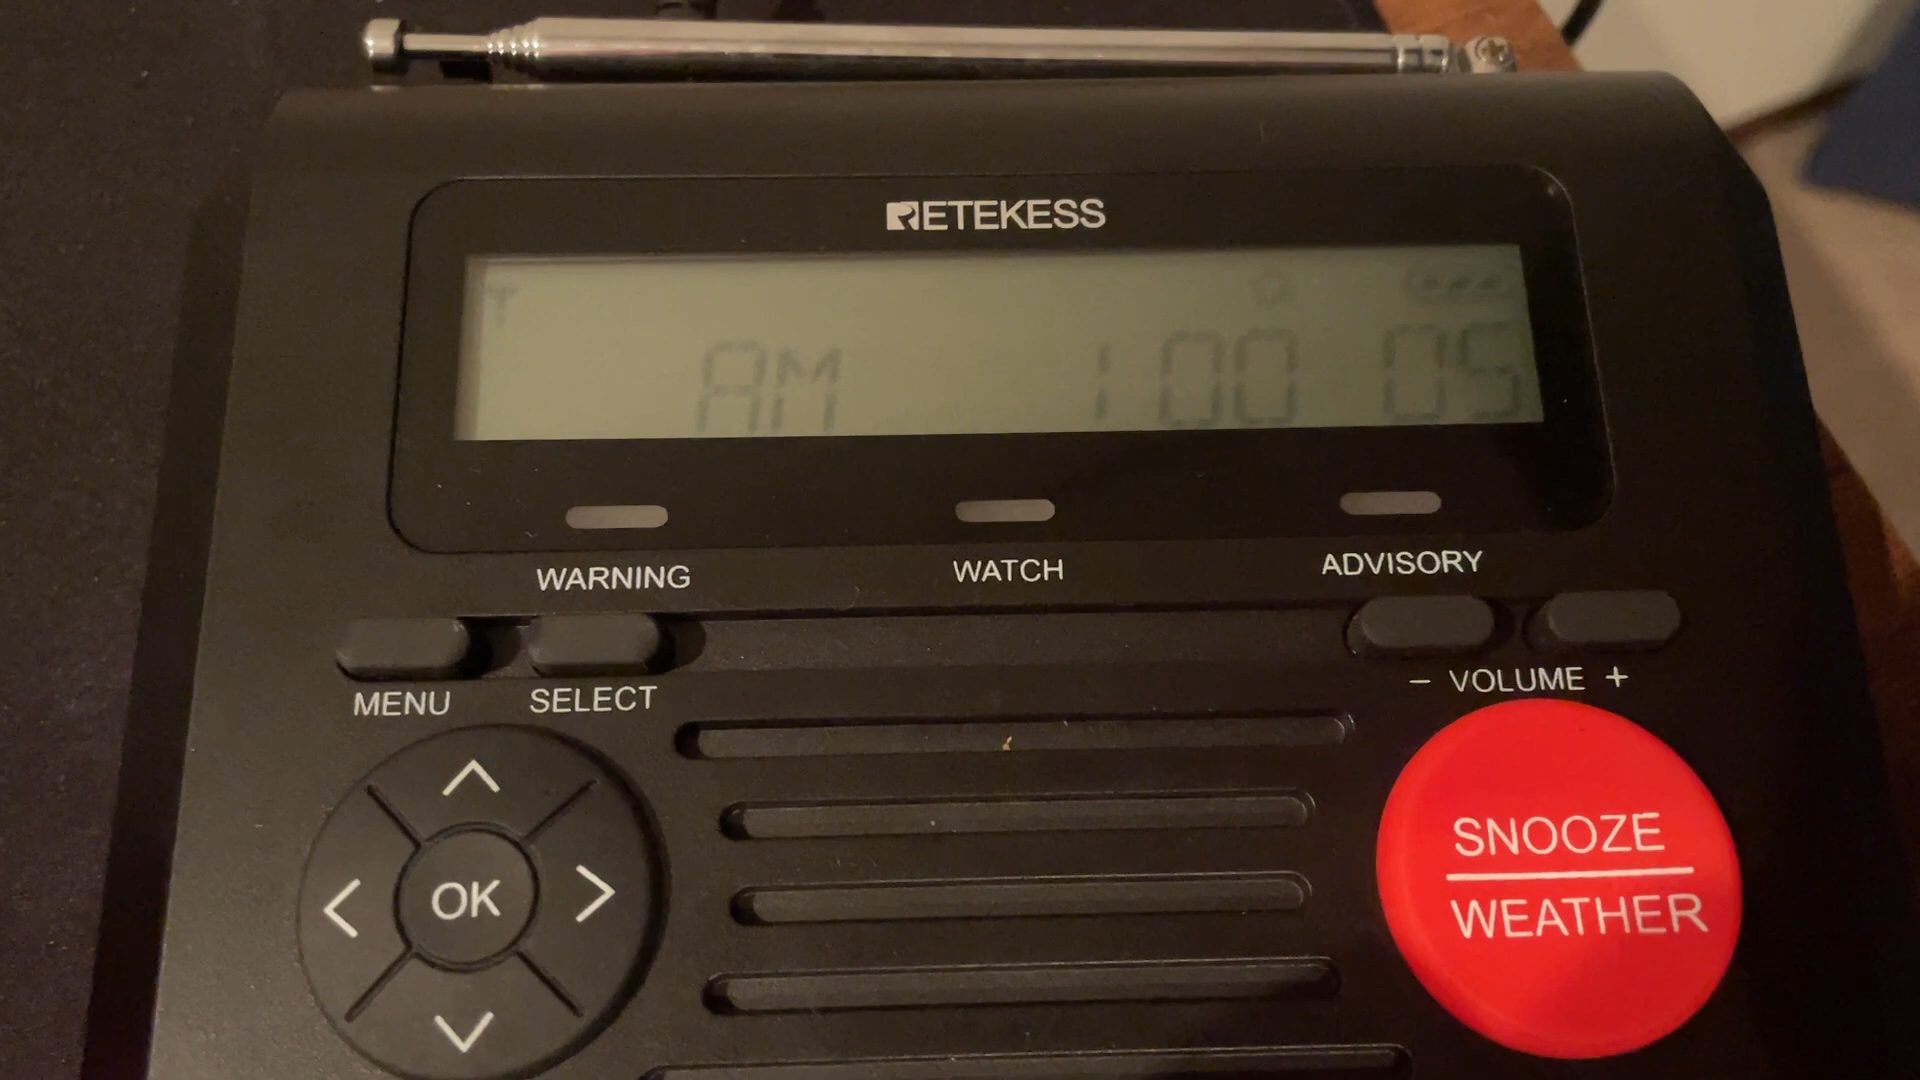 RETEKESS
AM 1 00 05
WARNING WATCH ADVISORY
MENU SELECT - VOLUME +
OK
SNOOZE
WEATHER